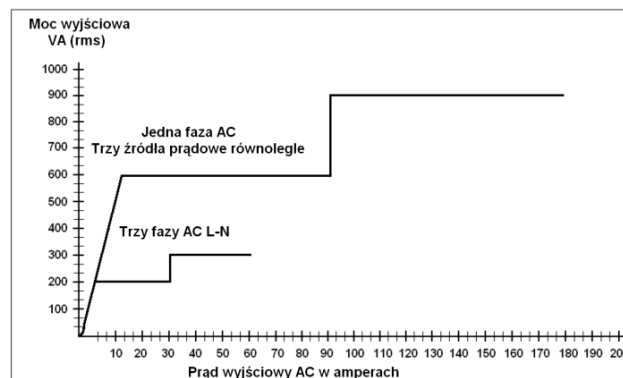 Moc wyjściowa
VA (rms)
1000
900
800
700
600
500
400
300
200
100
Jedna faza AC
Trzy źródła prądowe równolegle
Trzy fazy AC L-N
10 20 30 40 50 60 70 80 90 100 110 120 130 140 150 160 170 180 190
Prąd wyjściowy AC w amperach